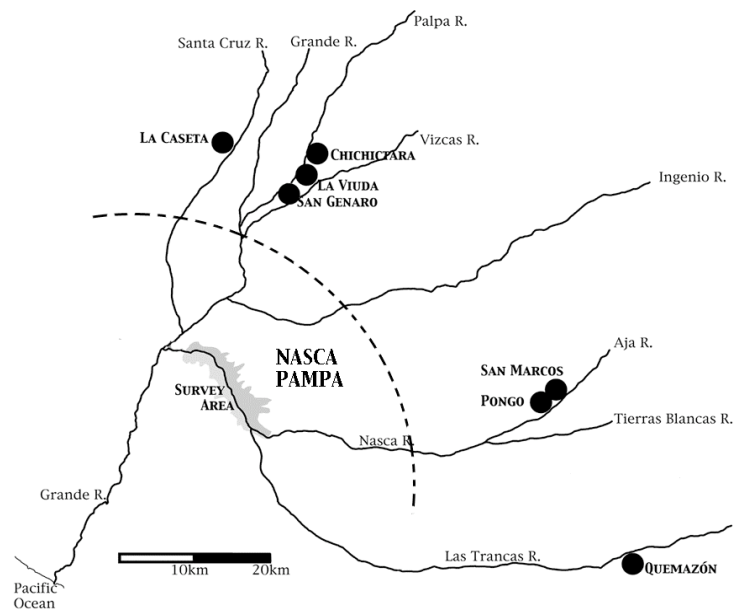 Palpa R.
Santa Cruz R.
Grande R.
LA CASETA
Vizcas R.
CHICHICTARA
LA VIUDA
SAN GENARO
Ingenio R.
NASCA
PAMPA
Aja R.
SAN MARCOS
PONGO
SURVEY
AREA
Tierras Blancas R.
Nasca R.
Grande R.
Las Trancas R.
10km
20km
QUEMAZÓN
Pacific
Ocean